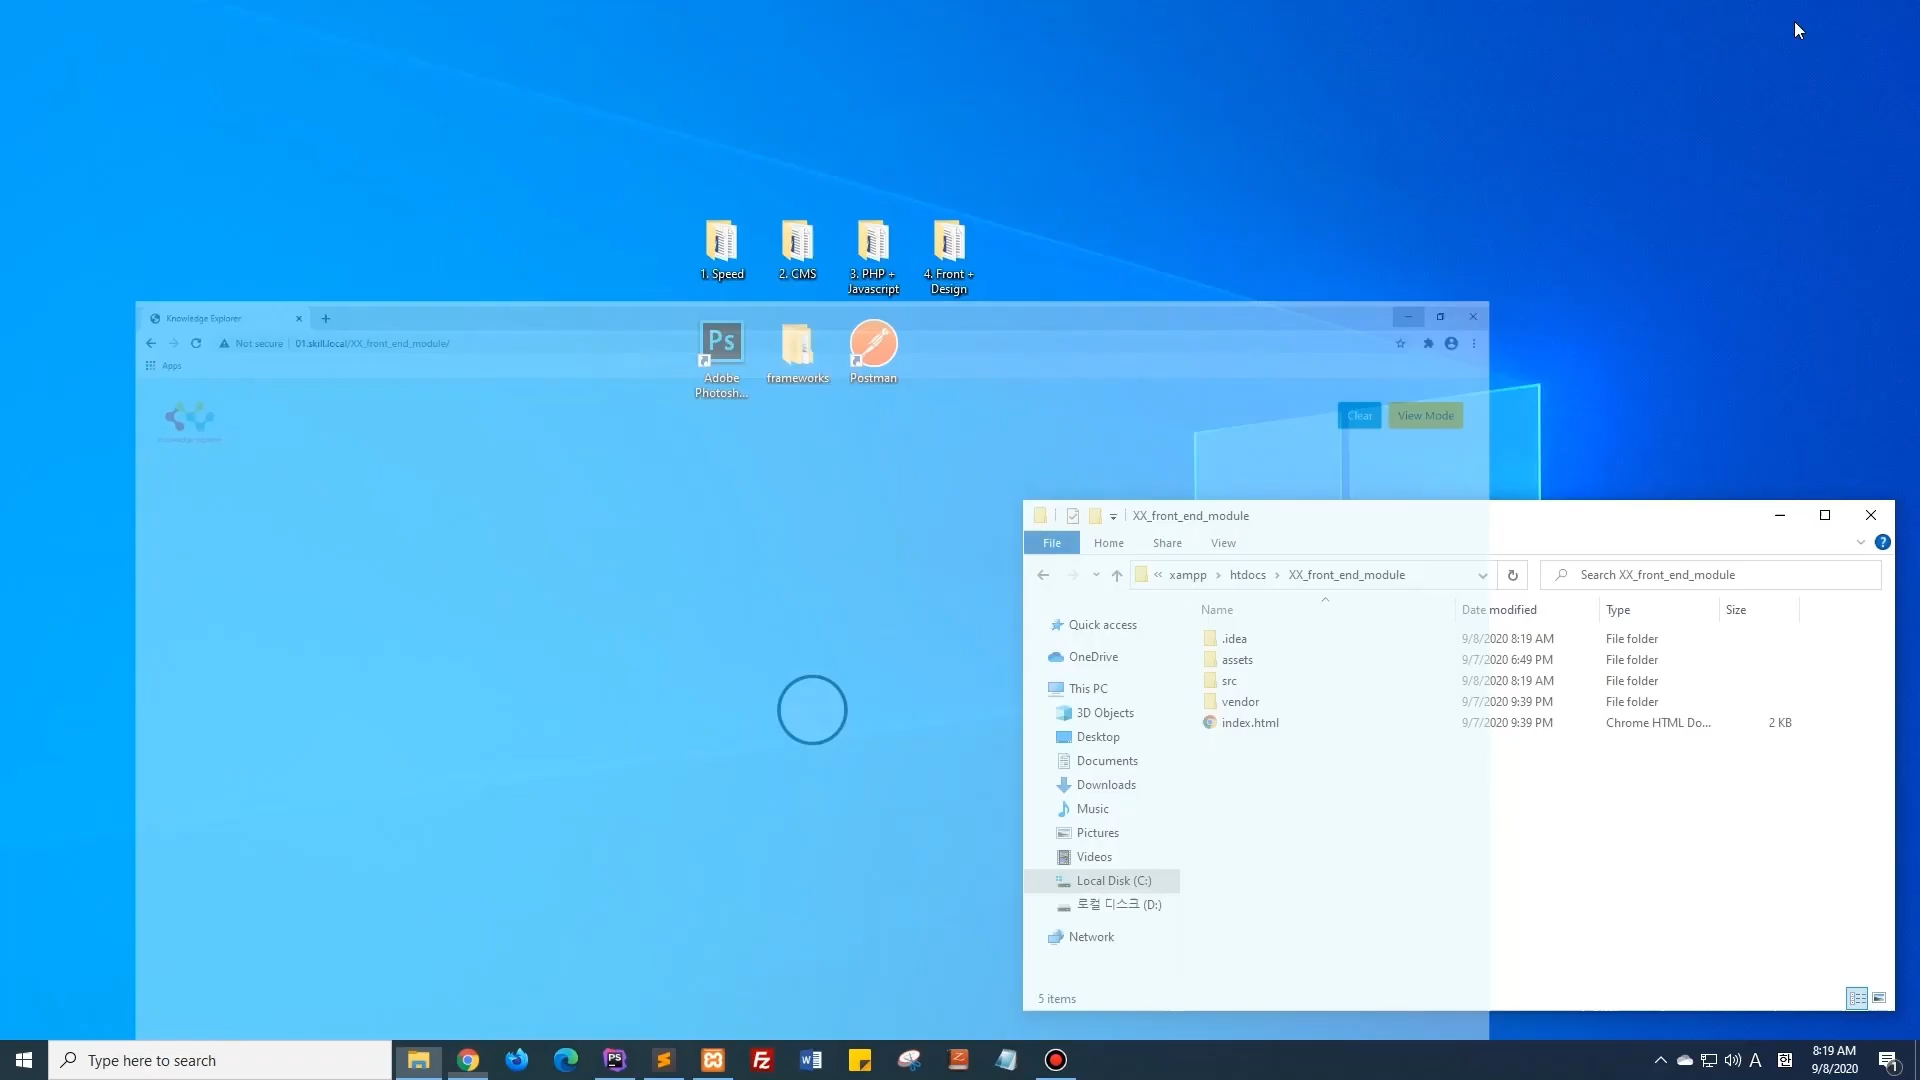 1. Speed
2. CMS
3. PHP +
Javascript
4. Front +
Design
Knowledge Explorer
Not secure
01.skill.local/XX_front_end_module/
Apps
Ps
Adobe
Photosh...
frameworks
Postman
Clear
View Mode
XX_front_end_module
File
Home
Share
View
?
« xampp › htdocs › XX_front_end_module
Search XX_front_end_module
Name
Date modified
Type
Size
Quick access
OneDrive
This PC
3D Objects
Desktop
Documents
Downloads
Music
Pictures
Videos
Local Disk (C:)
로컬 디스크 (D:)
Network
.idea
9/8/2020 8:19 AM
File folder
assets
9/7/2020 6:49 PM
File folder
src
9/8/2020 8:19 AM
File folder
vendor
9/7/2020 9:39 PM
File folder
index.html
9/7/2020 9:39 PM
Chrome HTML Do...
2 KB
5 items
Type here to search
PS
FZ
W
A
8:19 AM
9/8/2020
1